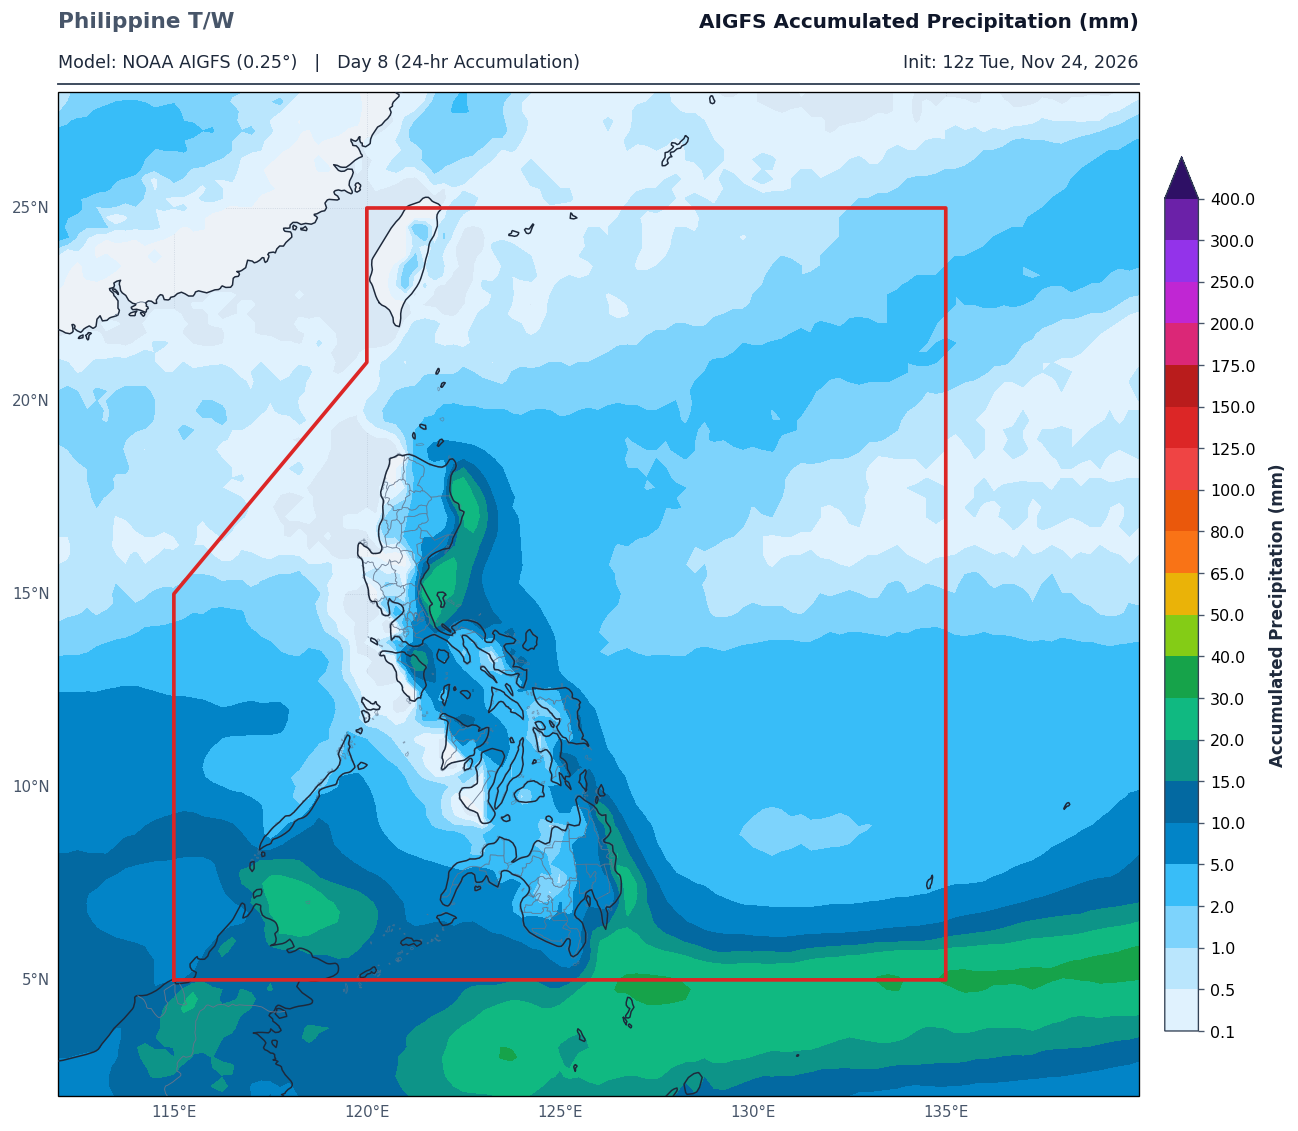 Philippine T/W
AIGFS Accumulated Precipitation (mm)
Model: NOAA AIGFS (0.25°) | Day 8 (24-hr Accumulation)
Init: 12z Tue, Nov 24, 2026
25°N
20°N
15°N
10°N
5°N
115°E
120°E
125°E
130°E
135°E
400.0
300.0
250.0
200.0
175.0
150.0
125.0
100.0
80.0
65.0
50.0
40.0
30.0
20.0
15.0
10.0
5.0
2.0
1.0
0.5
0.1
Accumulated Precipitation (mm)